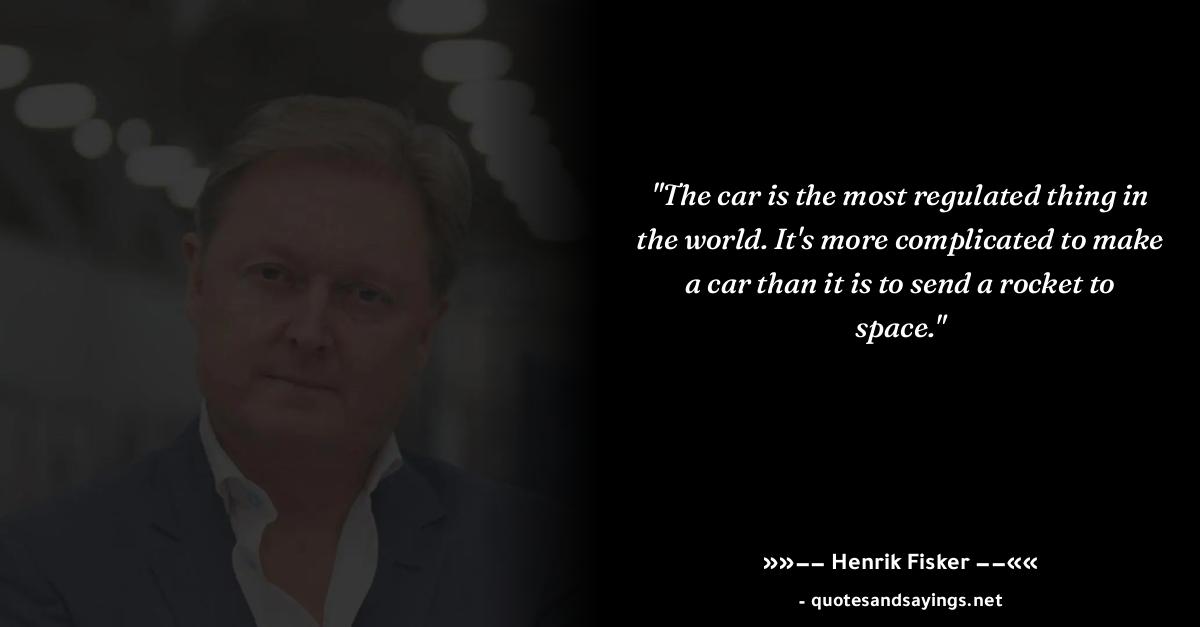 "The car is the most regulated thing in
the world. It's more complicated to make
a car than it is to send a rocket to
space."
»»—— Henrik Fisker ——««
- quotesandsayings.net